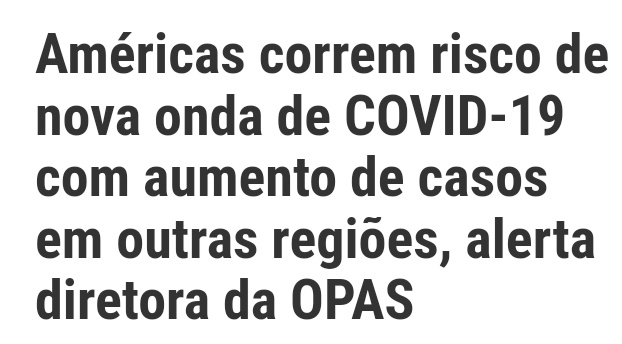 Américas correm risco de
nova onda de COVID-19
com aumento de casos
em outras regiões, alerta
diretora da OPAS